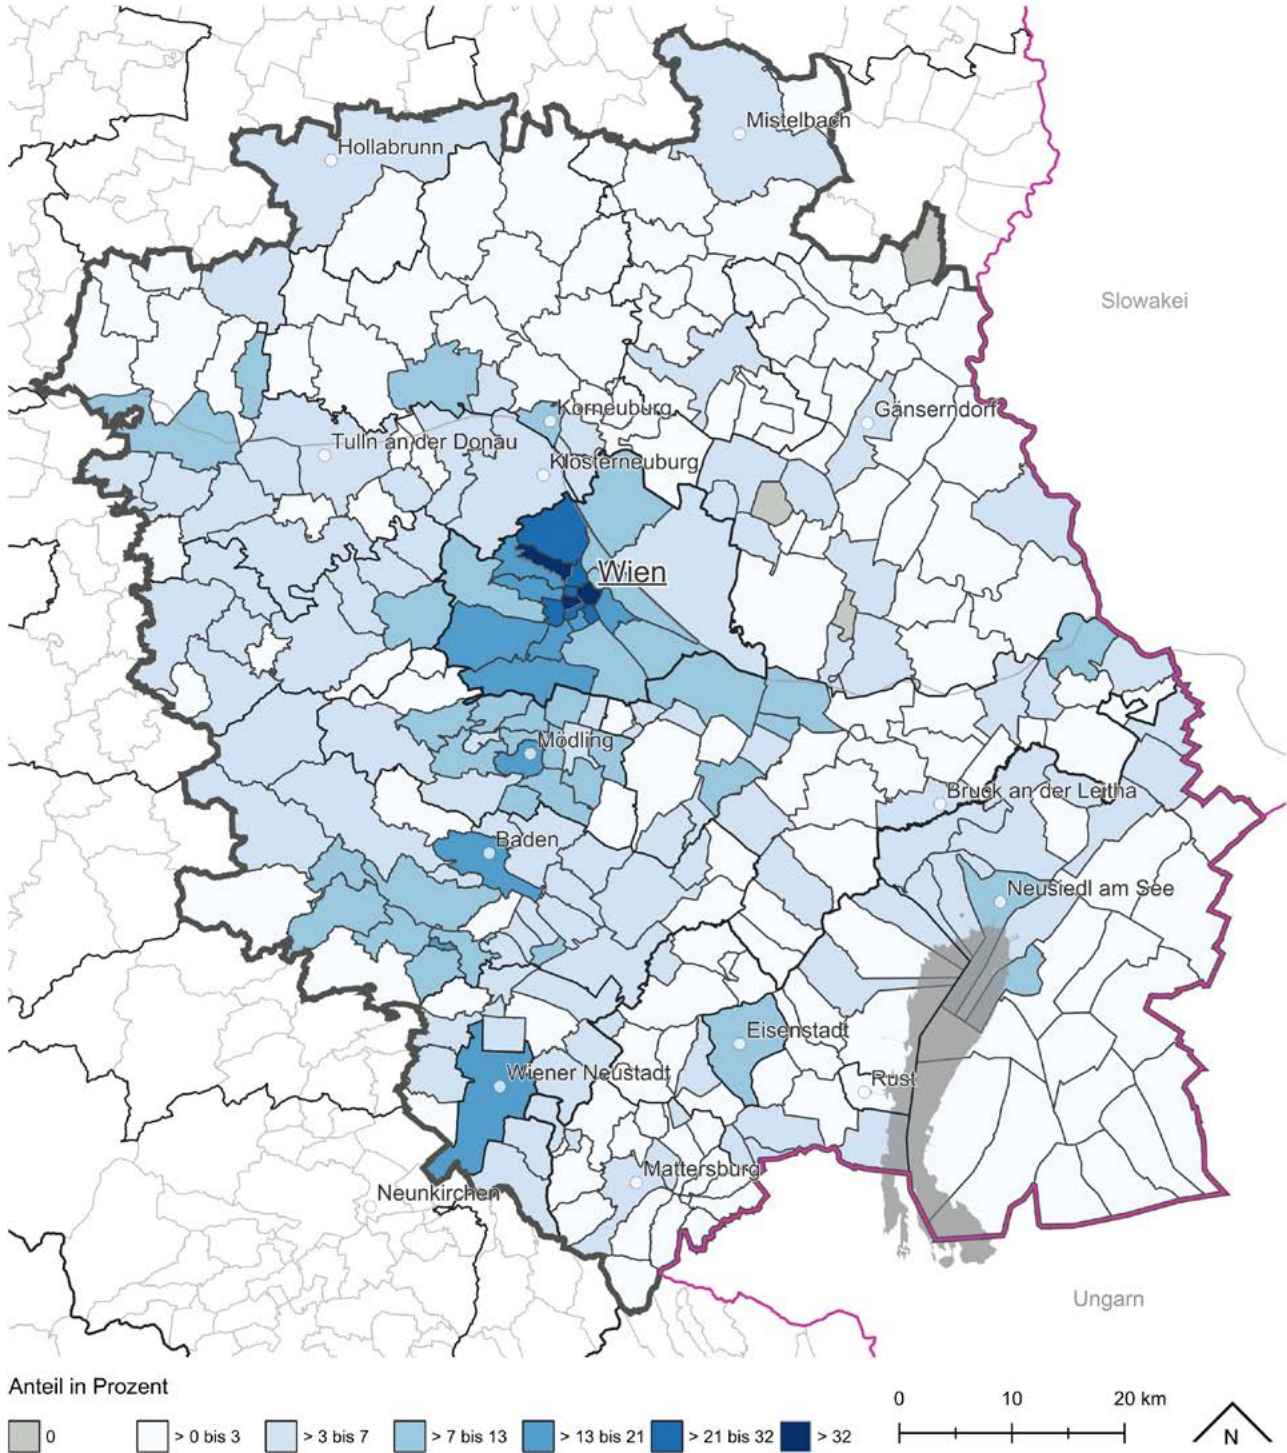 Mistelbach
Hollabrunn
Slowakei
Korneuburg
Gänserndorf
Tulln an der Donau
Klosterneuburg
Wien
Mödling
Bruck an der Leitha
Baden
Neusiedl am See
Eisenstadt
Wiener Neustadt
Rust
Mattersburg
Neunkirchen
Ungarn
Anteil in Prozent
0 10 20 km
0 > 0 bis 3 > 3 bis 7 > 7 bis 13 > 13 bis 21 > 21 bis 32 > 32
N